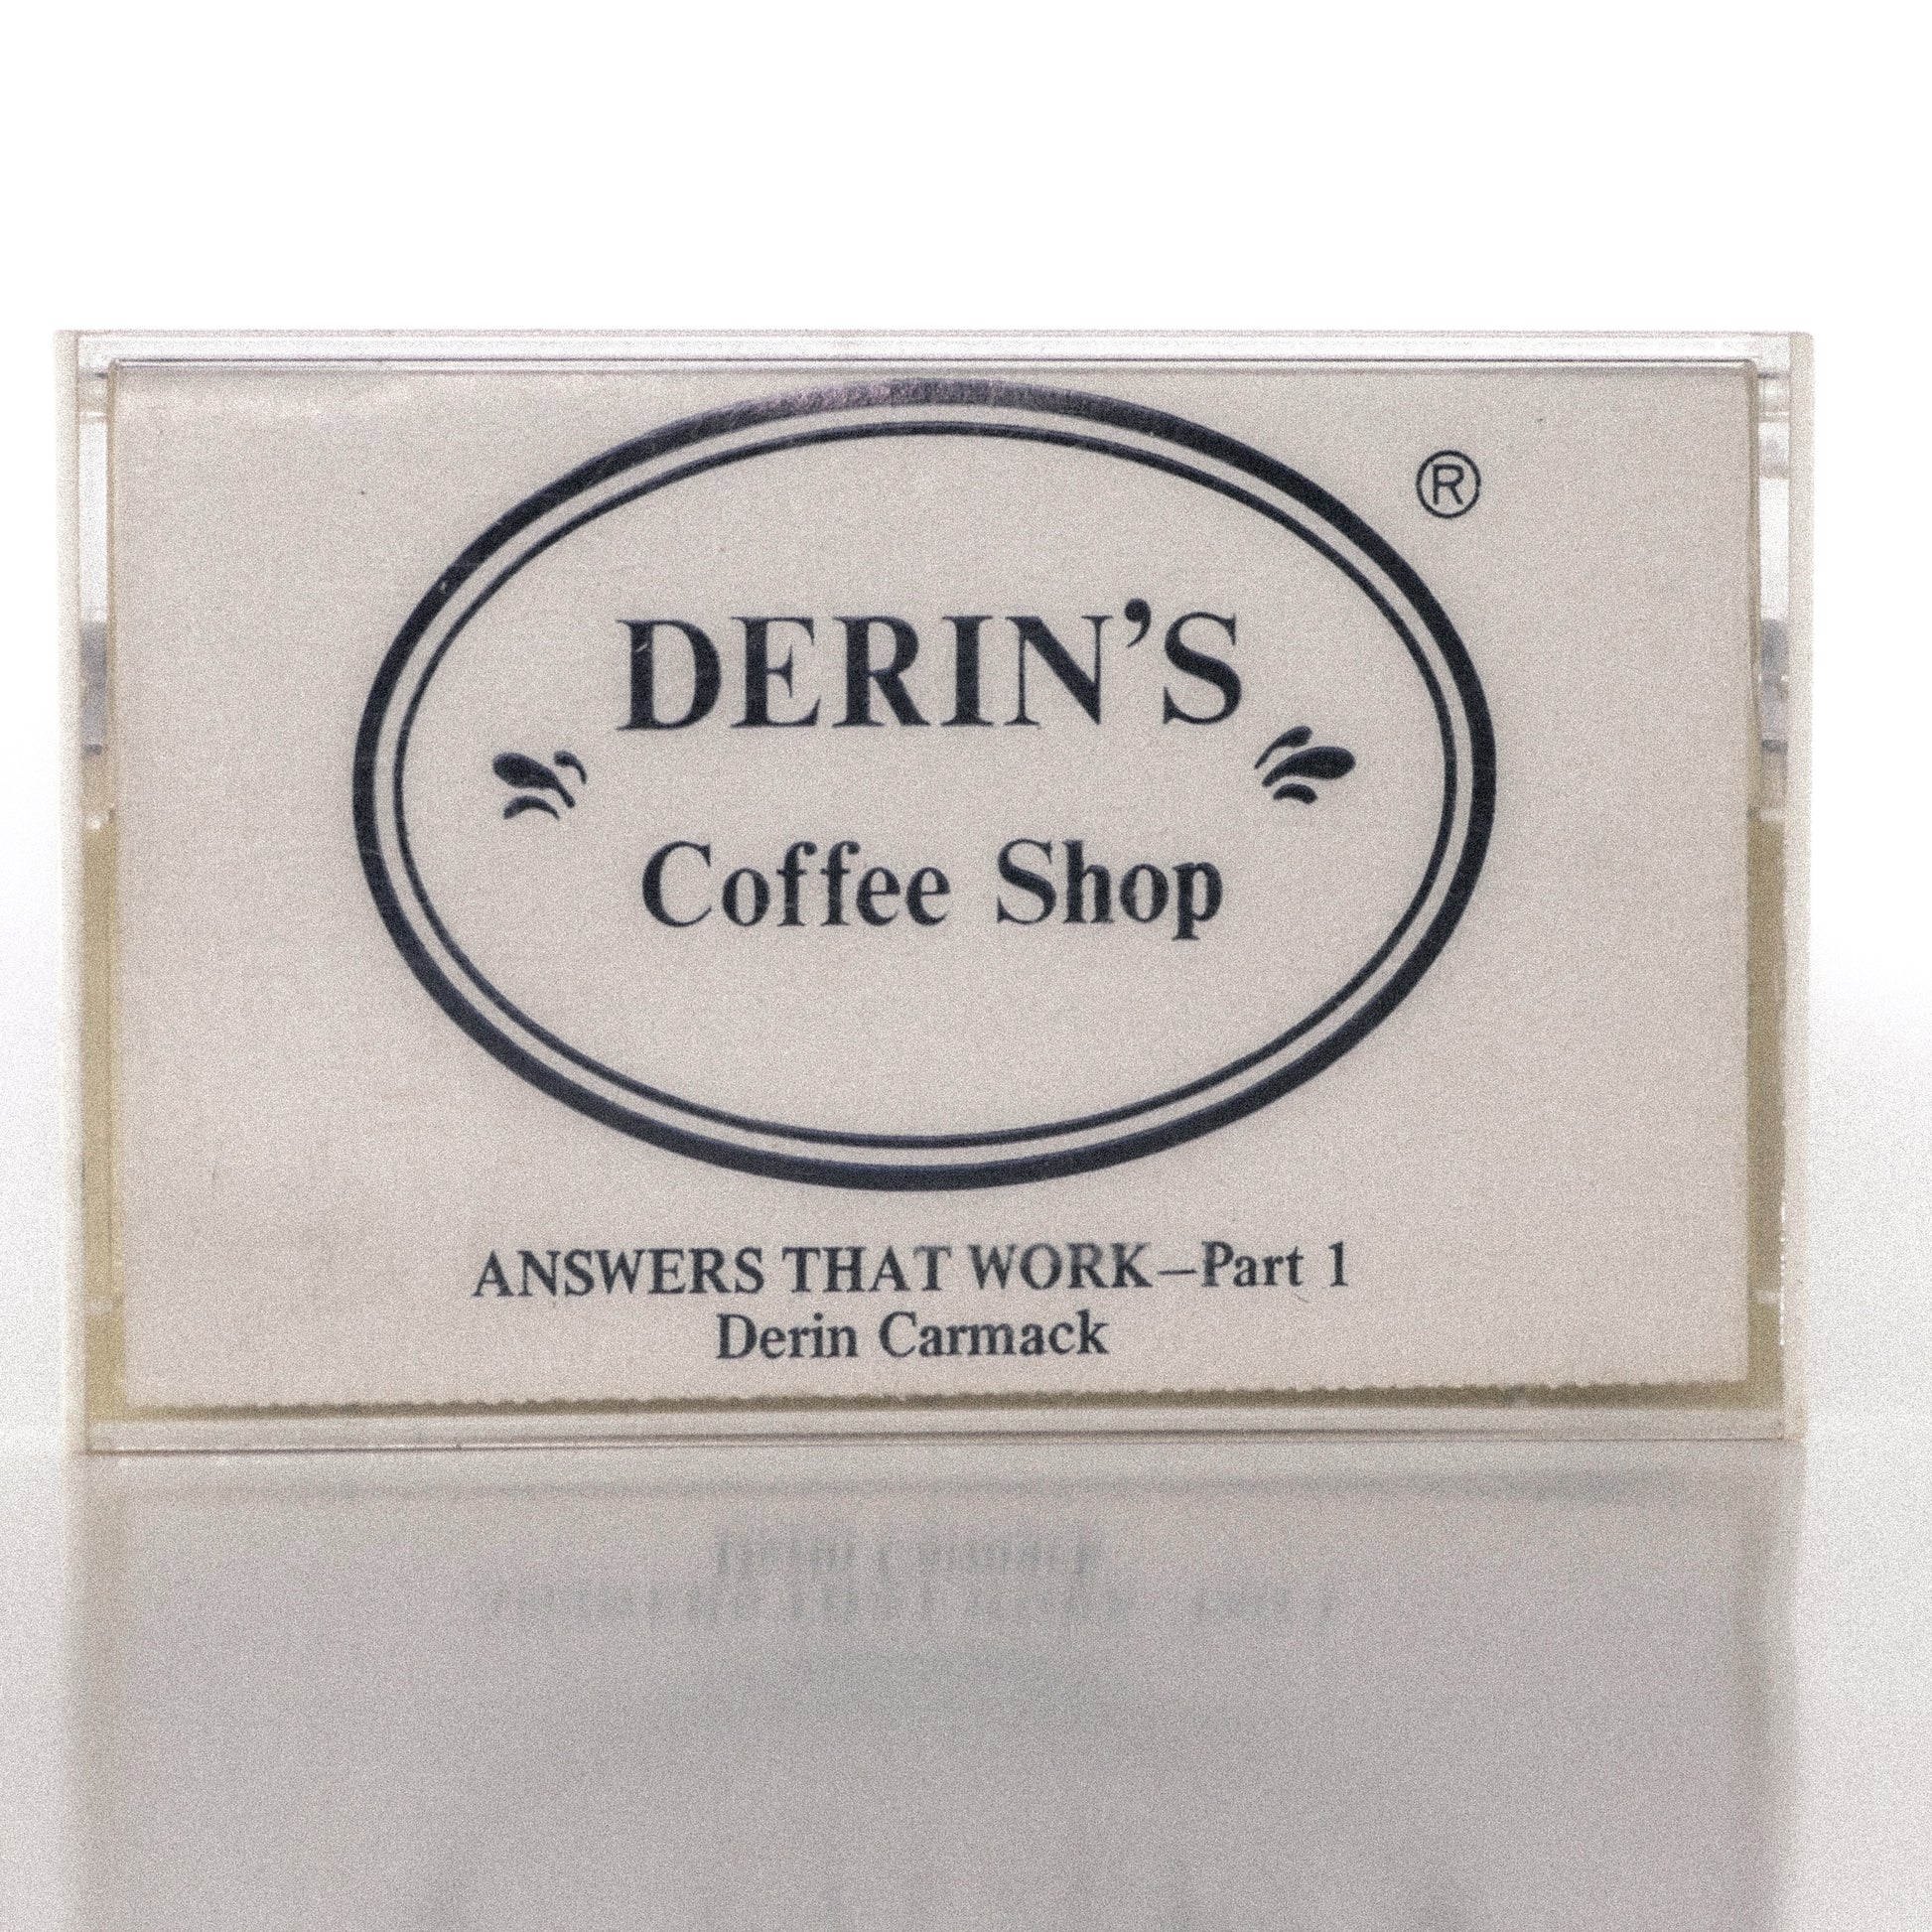 ®
DERIN'S
Coffee Shop
ANSWERS THAT WORK—Part 1
Derin Carmack